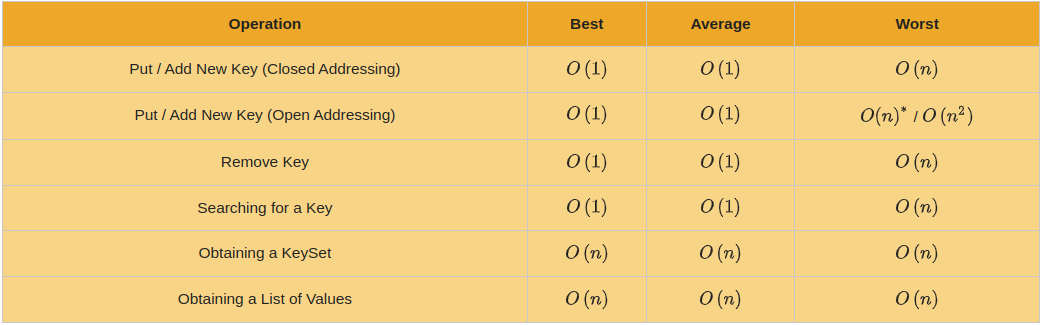 Operation Best Average Worst
Put / Add New Key (Closed Addressing) O (1) O (1) O (n)
Put / Add New Key (Open Addressing) O (1) O (1) O(n)* / O (n²)
Remove Key O (1) O (1) O (n)
Searching for a Key O (1) O (1) O (n)
Obtaining a KeySet O (n) O (n) O (n)
Obtaining a List of Values O (n) O (n) O (n)